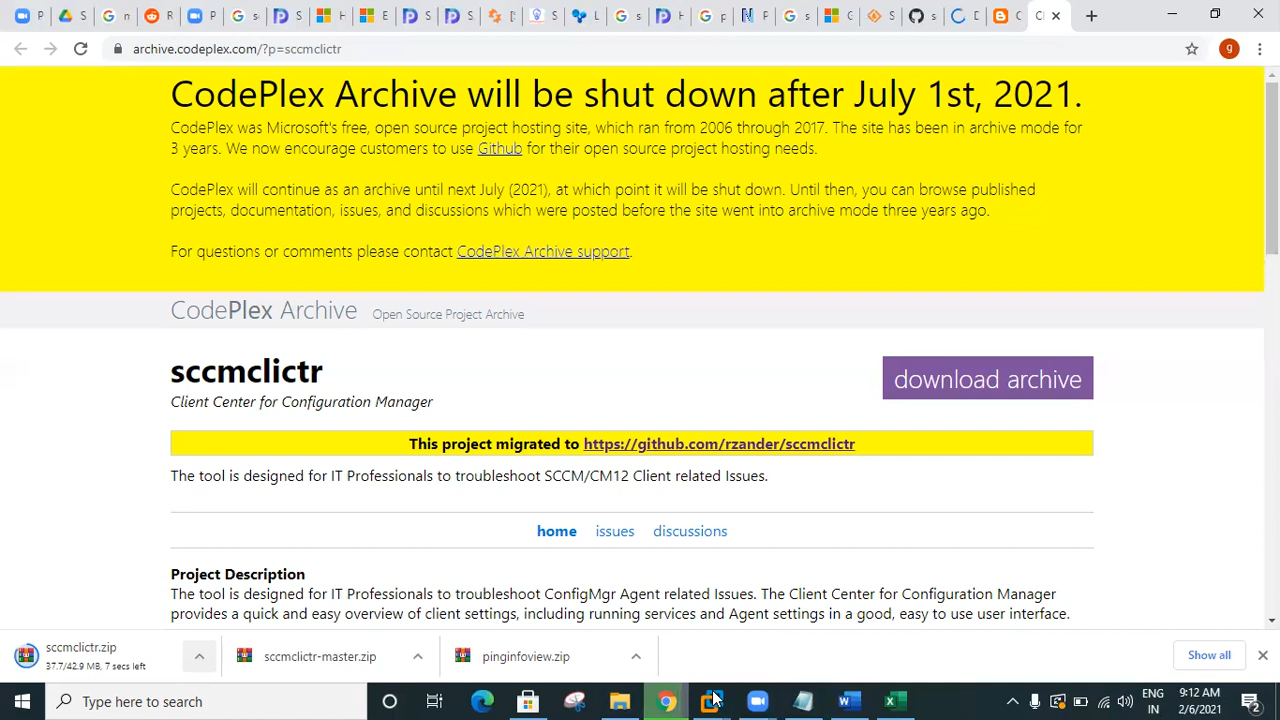 archive.codeplex.com/?p=sccmclictr
g
CodePlex Archive will be shut down after July 1st, 2021.
CodePlex was Microsoft's free, open source project hosting site, which ran from 2006 through 2017. The site has been in archive mode for
3 years. We now encourage customers to use Github for their open source project hosting needs.
CodePlex will continue as an archive until next July (2021), at which point it will be shut down. Until then, you can browse published
projects, documentation, issues, and discussions which were posted before the site went into archive mode three years ago.
For questions or comments please contact CodePlex Archive support.
CodePlex Archive Open Source Project Archive
sccmclictr
download archive
Client Center for Configuration Manager
This project migrated to https://github.com/rzander/sccmclictr
The tool is designed for IT Professionals to troubleshoot SCCM/CM12 Client related Issues.
home issues discussions
Project Description
The tool is designed for IT Professionals to troubleshoot ConfigMgr Agent related Issues. The Client Center for Configuration Manager
provides a quick and easy overview of client settings, including running services and Agent settings in a good, easy to use user interface.
sccmclictr.zip
37.7/42.9 MB, 7 secs left
sccmclictr-master.zip
pinginfoview.zip
Show all
Type here to search
ENG
IN
9:12 AM
2/6/2021
2